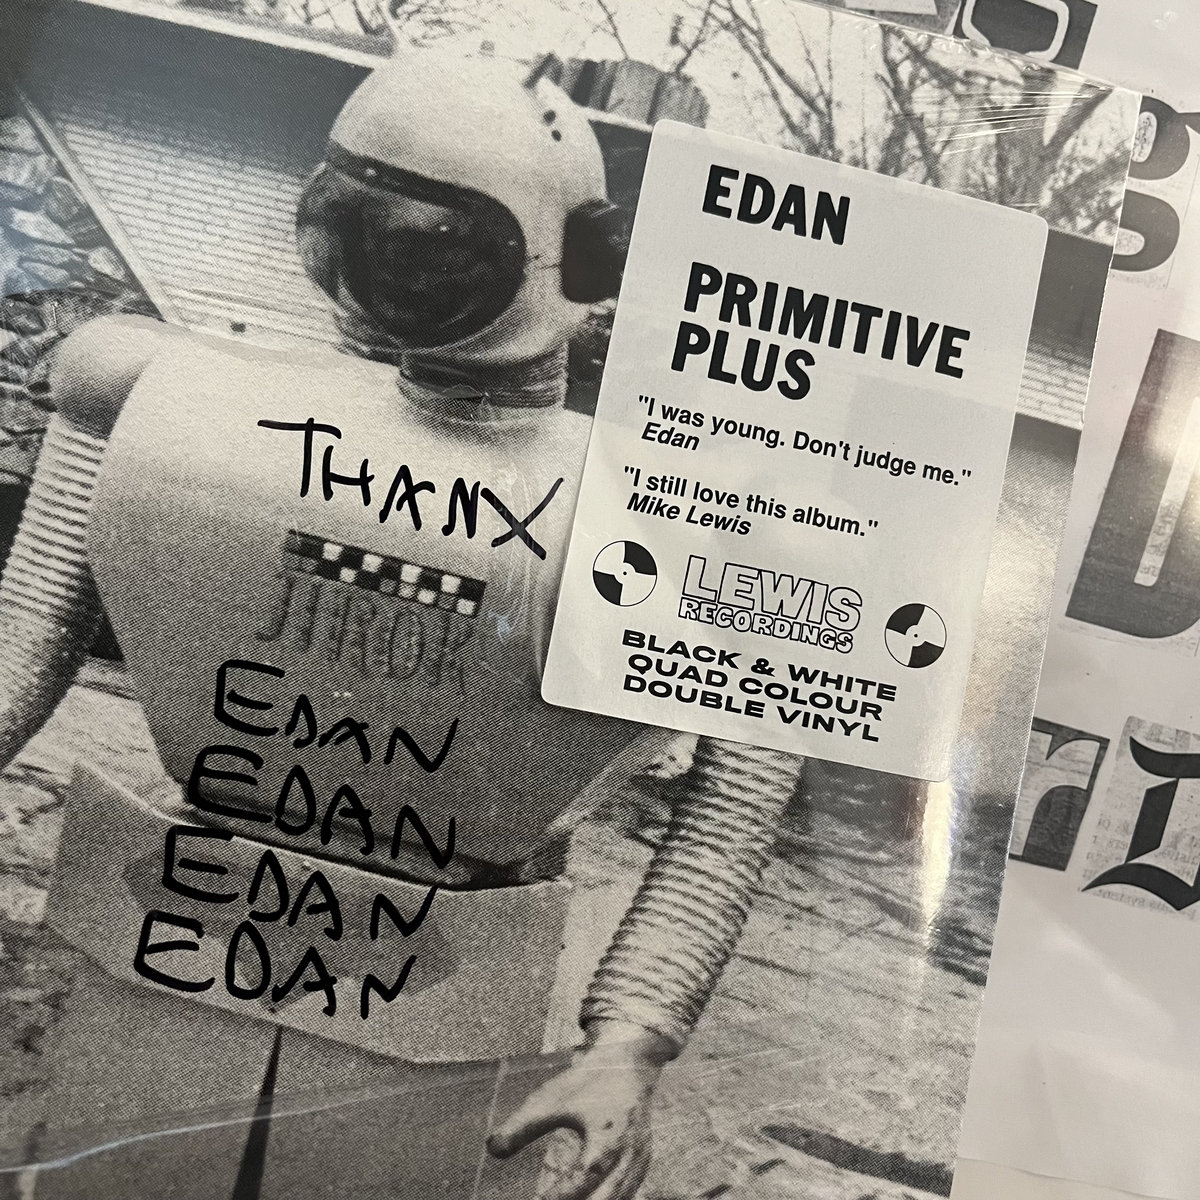 EDAN
PRIMITIVE
PLUS
"I was young. Don't judge me."
Edan
"I still love this album."
Mike Lewis
LEWIS
RECORDINGS
BLACK & WHITE
QUAD COLOUR
DOUBLE VINYL
THANX
EDAN
EDAN
EDAN
EDAN
g
r